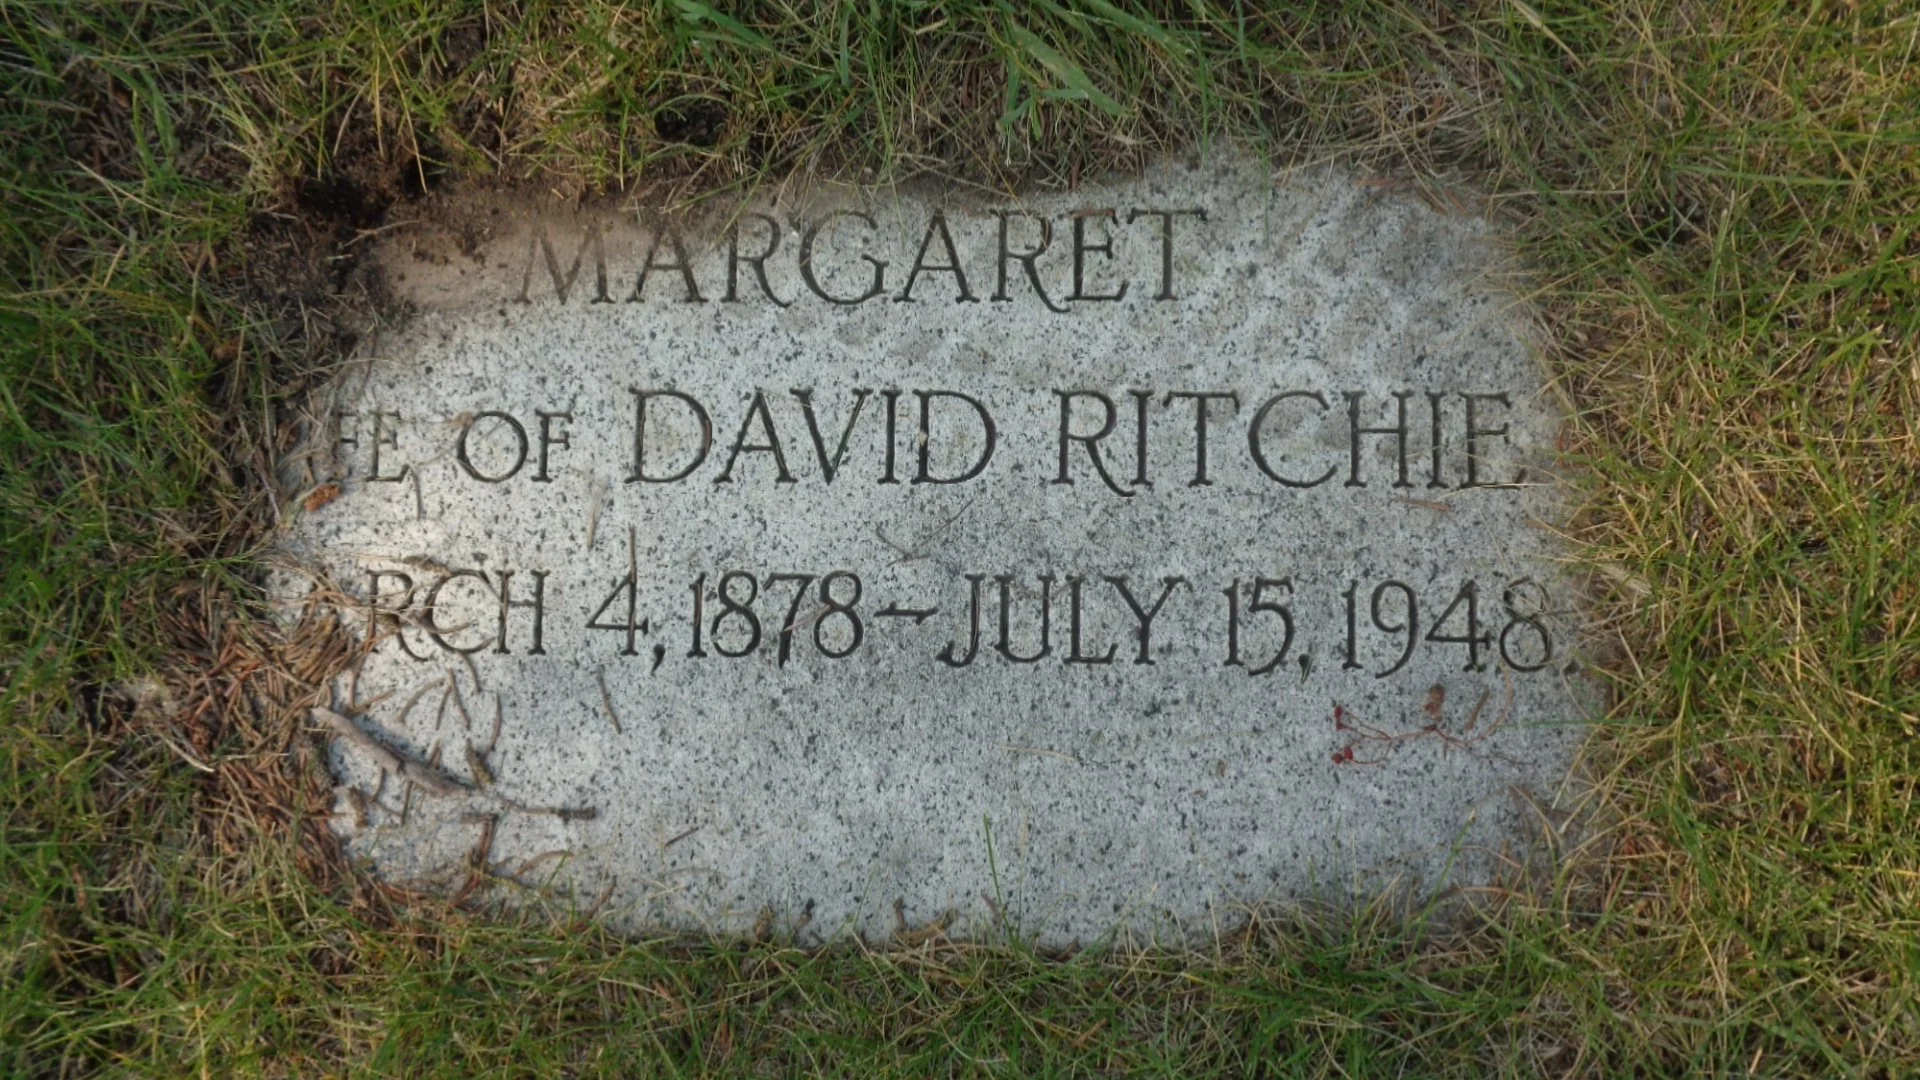 MARGARET
FE OF DAVID RITCHIE
RCH 4, 1878 – JULY 15, 1948.